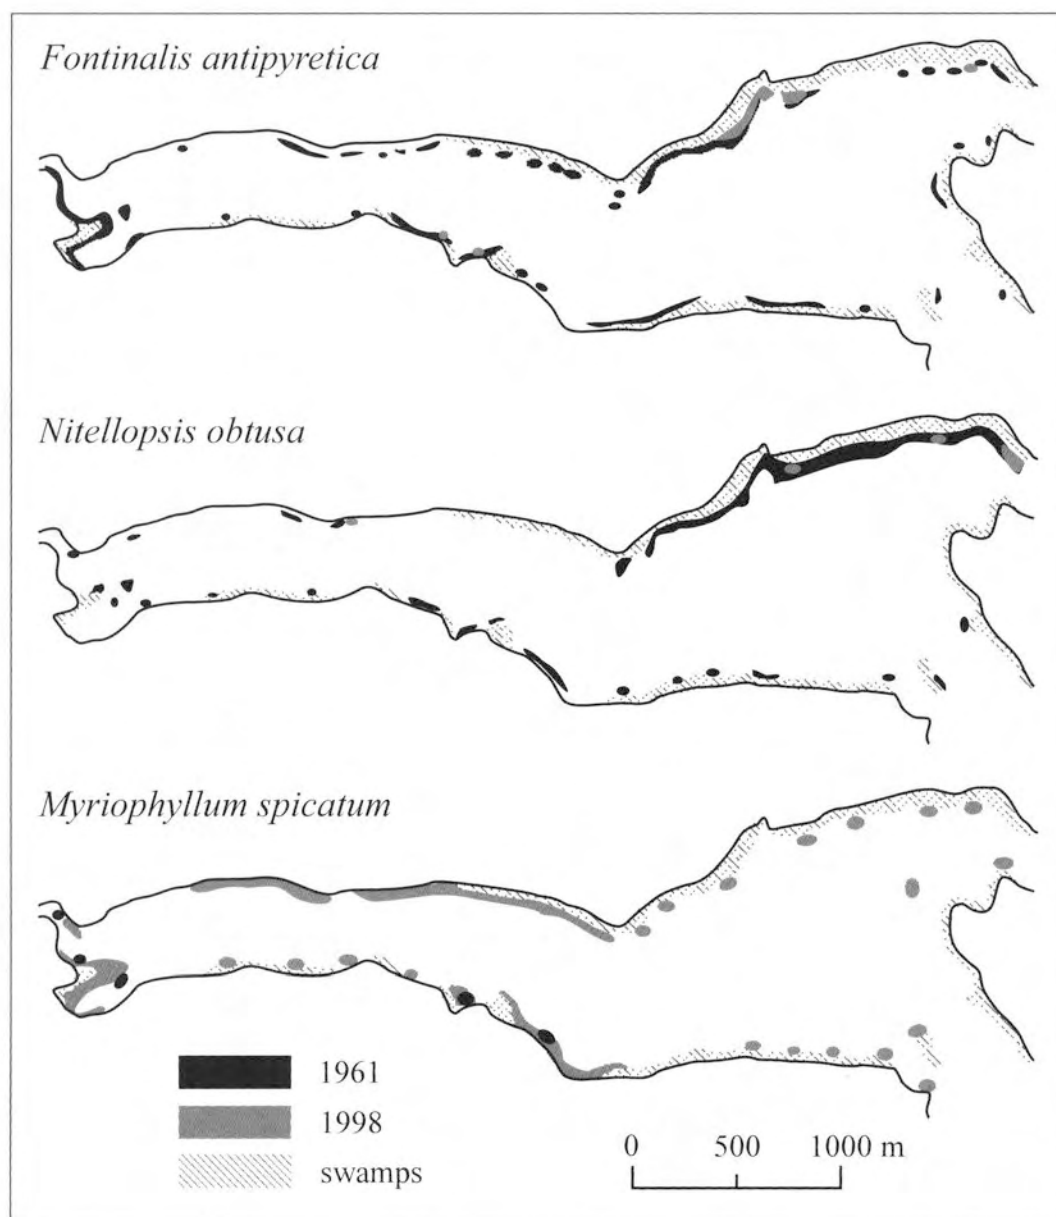 Fontinalis antipyretica
Nitellopsis obtusa
Myriophyllum spicatum
1961
1998
swamps
0 500 1000 m